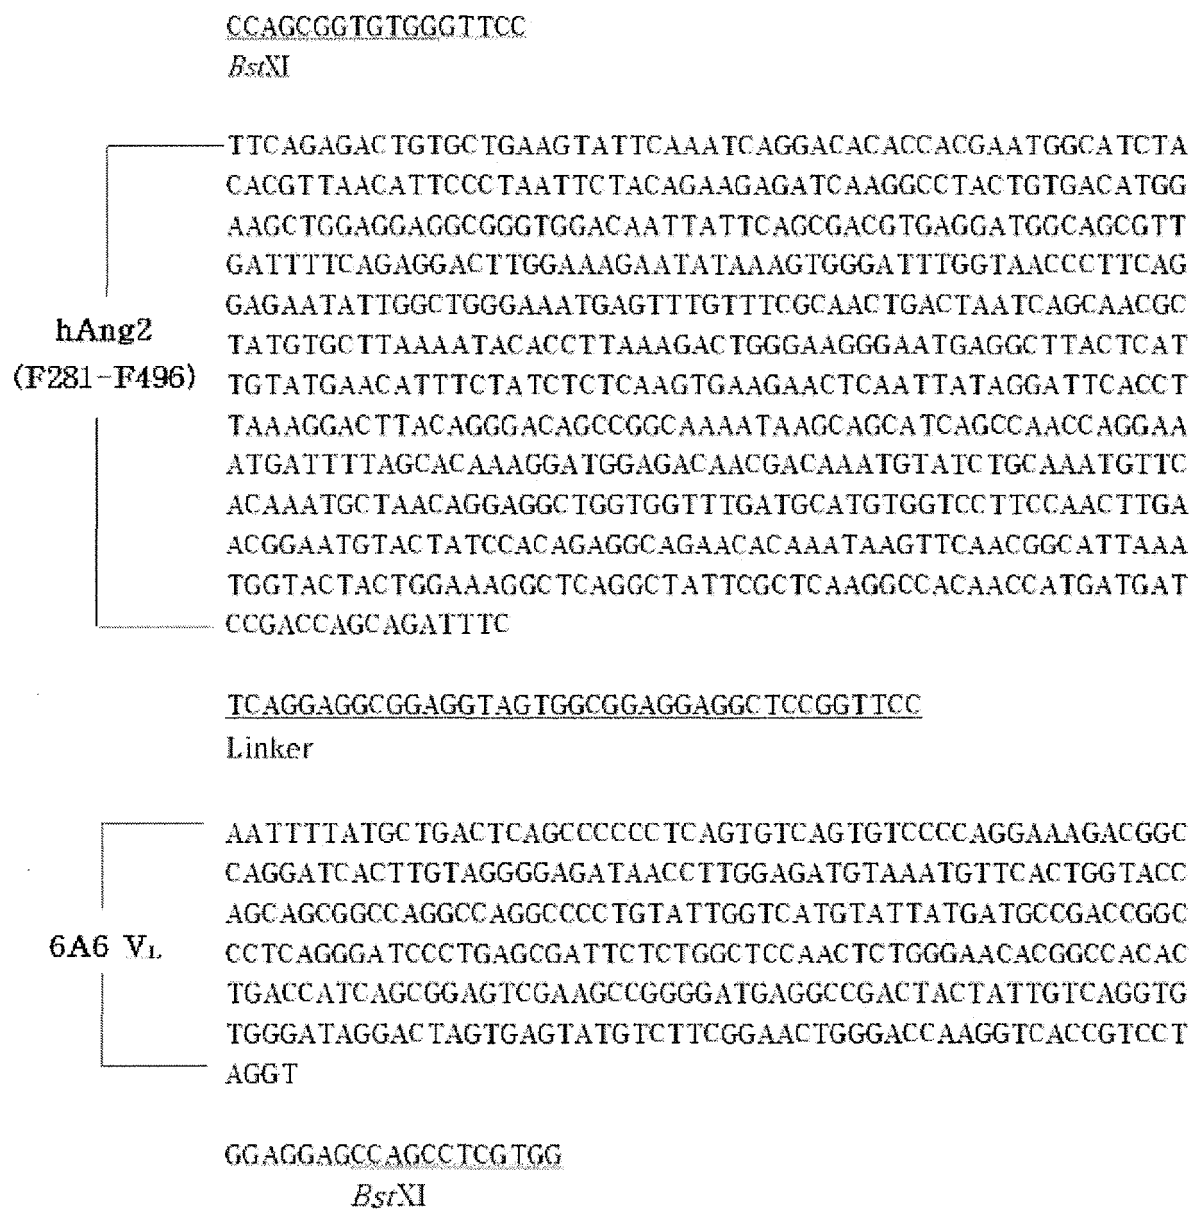 CCAGCGGTGTGGGTTCC
BstXI
TTCAGAGACTGTGCTGAAGTATTCAAATCAGGACACACCACGAATGGCATCTA
CACGTTAACATTCCCTAATTCTACAGAAGAGATCAAGGCCTACTGTGACATGG
AAGCTGGAGGAGGCGGGTGGACAATTATTCAGCGACGTGAGGATGGCAGCGTT
GATTTTCAGAGGACTTGGAAAGAATATAAAGTGGGATTTGGTAACCCTTCAG
GAGAATATTGGCTGGGAAATGAGTTTGTTTCGCAACTGACTAATCAGCAACGC
TATGTGCTTAAAATACACCTTAAAGACTGGGAAGGGAATGAGGCTTACTCAT
TGTATGAACATTTCTATCTCTCAAGTGAAGAACTCAATTATAGGATTCACCT
TAAAGGACTTACAGGGACAGCCGGCAAAATAAGCAGCATCAGCCAACCAGGAA
ATGATTTTAGCACAAAGGATGGAGACAACGACAAATGTATCTGCAAATGTTC
ACAAATGCTAACAGGAGGCTGGTGGTTTGATGCATGTGGTCCTTCCAACTTGA
ACGGAATGTACTATCCACAGAGGCAGAACACAAATAAGTTCAACGGCATTAAA
TGGTACTACTGGAAAGGCTCAGGCTATTCGCTCAAGGCCACAACCATGATGAT
CCGACCAGCAGATTTC
hAng2
(F281-F496)
TCAGGAGGCGGAGGTAGTGGCGGAGGAGGCTCCGGTTCC
Linker
AATTTTATGCTGACTCAGCCCCCCTCAGTGTCAGTGTCCCCAGGAAAGACGGC
CAGGATCACTTGTAGGGGAGATAACCTTGGAGATGTAAATGTTCACTGGTACC
AGCAGCGGCCAGGCCAGGCCCCTGTATTGGTCATGTATTATGATGCCGACCGGC
CCTCAGGGATCCCTGAGCGATTCTCTGGCTCCAACTCTGGGAACACGGCCACAC
TGACCATCAGCGGAGTCGAAGCCGGGGATGAGGCCGACTACTATTGTCAGGTG
TGGGATAGGACTAGTGAGTATGTCTTCGGAACTGGGACCAAGGTCACCGTCCT
AGGT
6A6 VL
GGAGGAGCCAGCCTCGTGG
BstXI